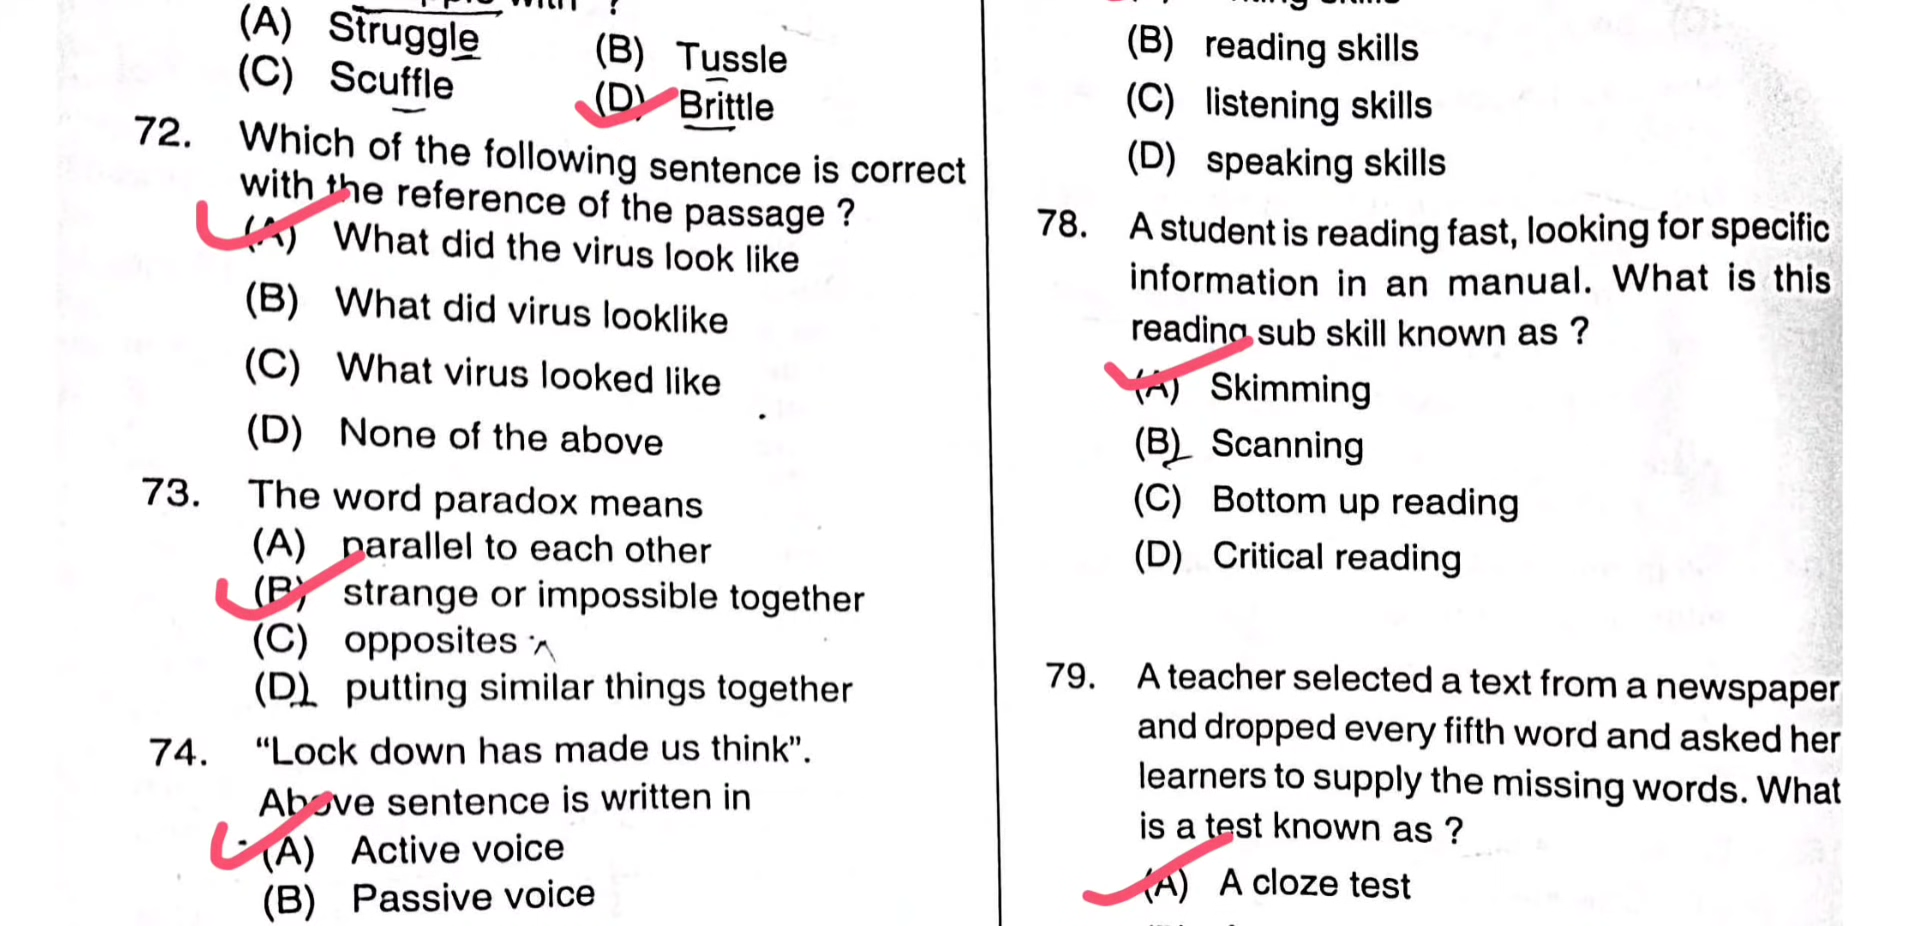 with ?
(A) Struggle
(B) Tussle
(C) Scuffle
(D) Brittle
72. Which of the following sentence is correct
with the reference of the passage ?
(A) What did the virus look like
(B) What did virus looklike
(C) What virus looked like
(D) None of the above
73. The word paradox means
(A) parallel to each other
(B) strange or impossible together
(C) opposites
(D) putting similar things together
74. “Lock down has made us think”.
Above sentence is written in
(A) Active voice
(B) Passive voice
(B) reading skills
(C) listening skills
(D) speaking skills
78. A student is reading fast, looking for specific
information in an manual. What is this
reading sub skill known as ?
(A) Skimming
(B) Scanning
(C) Bottom up reading
(D) Critical reading
79. A teacher selected a text from a newspaper
and dropped every fifth word and asked her
learners to supply the missing words. What
is a test known as ?
(A) A cloze test